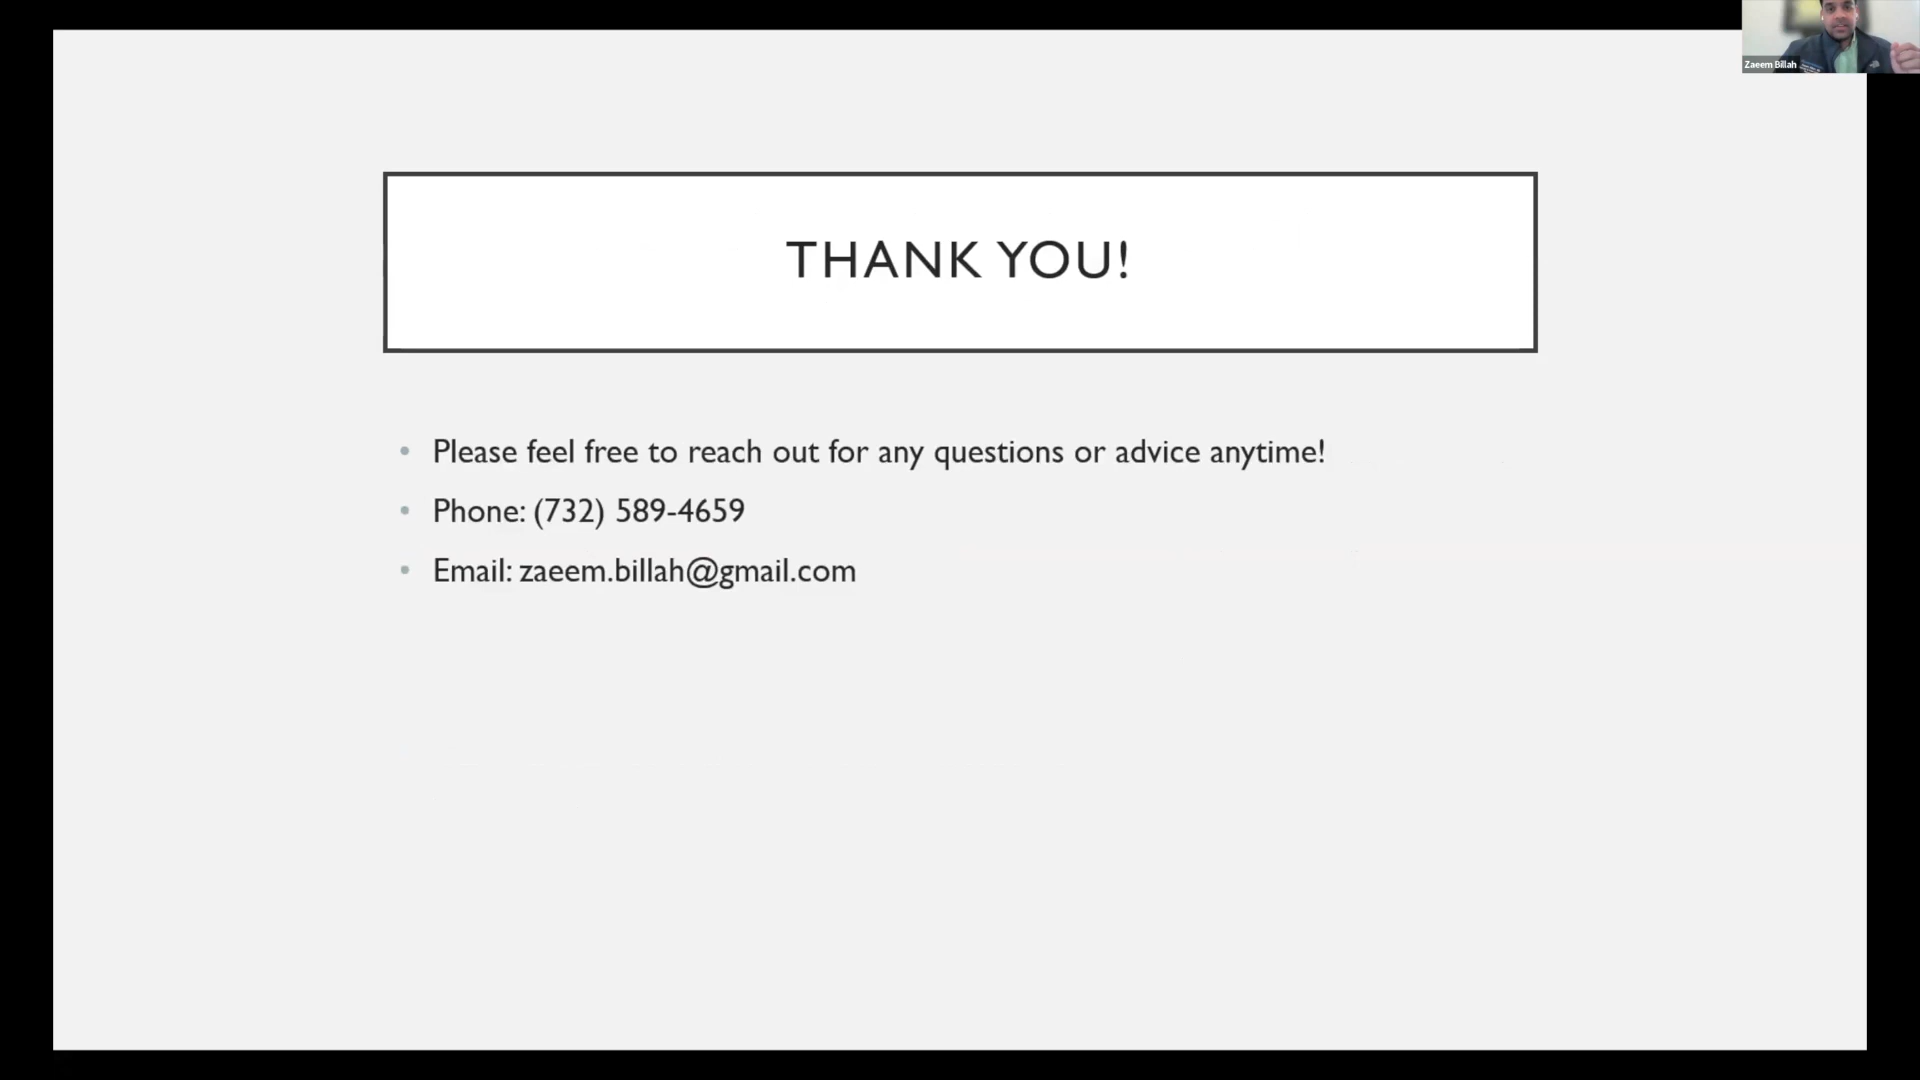 Zaeem Billah
THANK YOU!
• Please feel free to reach out for any questions or advice anytime!
• Phone: (732) 589-4659
• Email: zaeem.billah@gmail.com